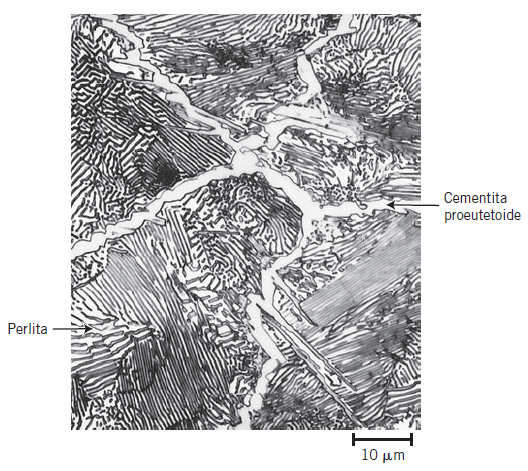 Cementita
proeutetoide
Perlita
10 μm